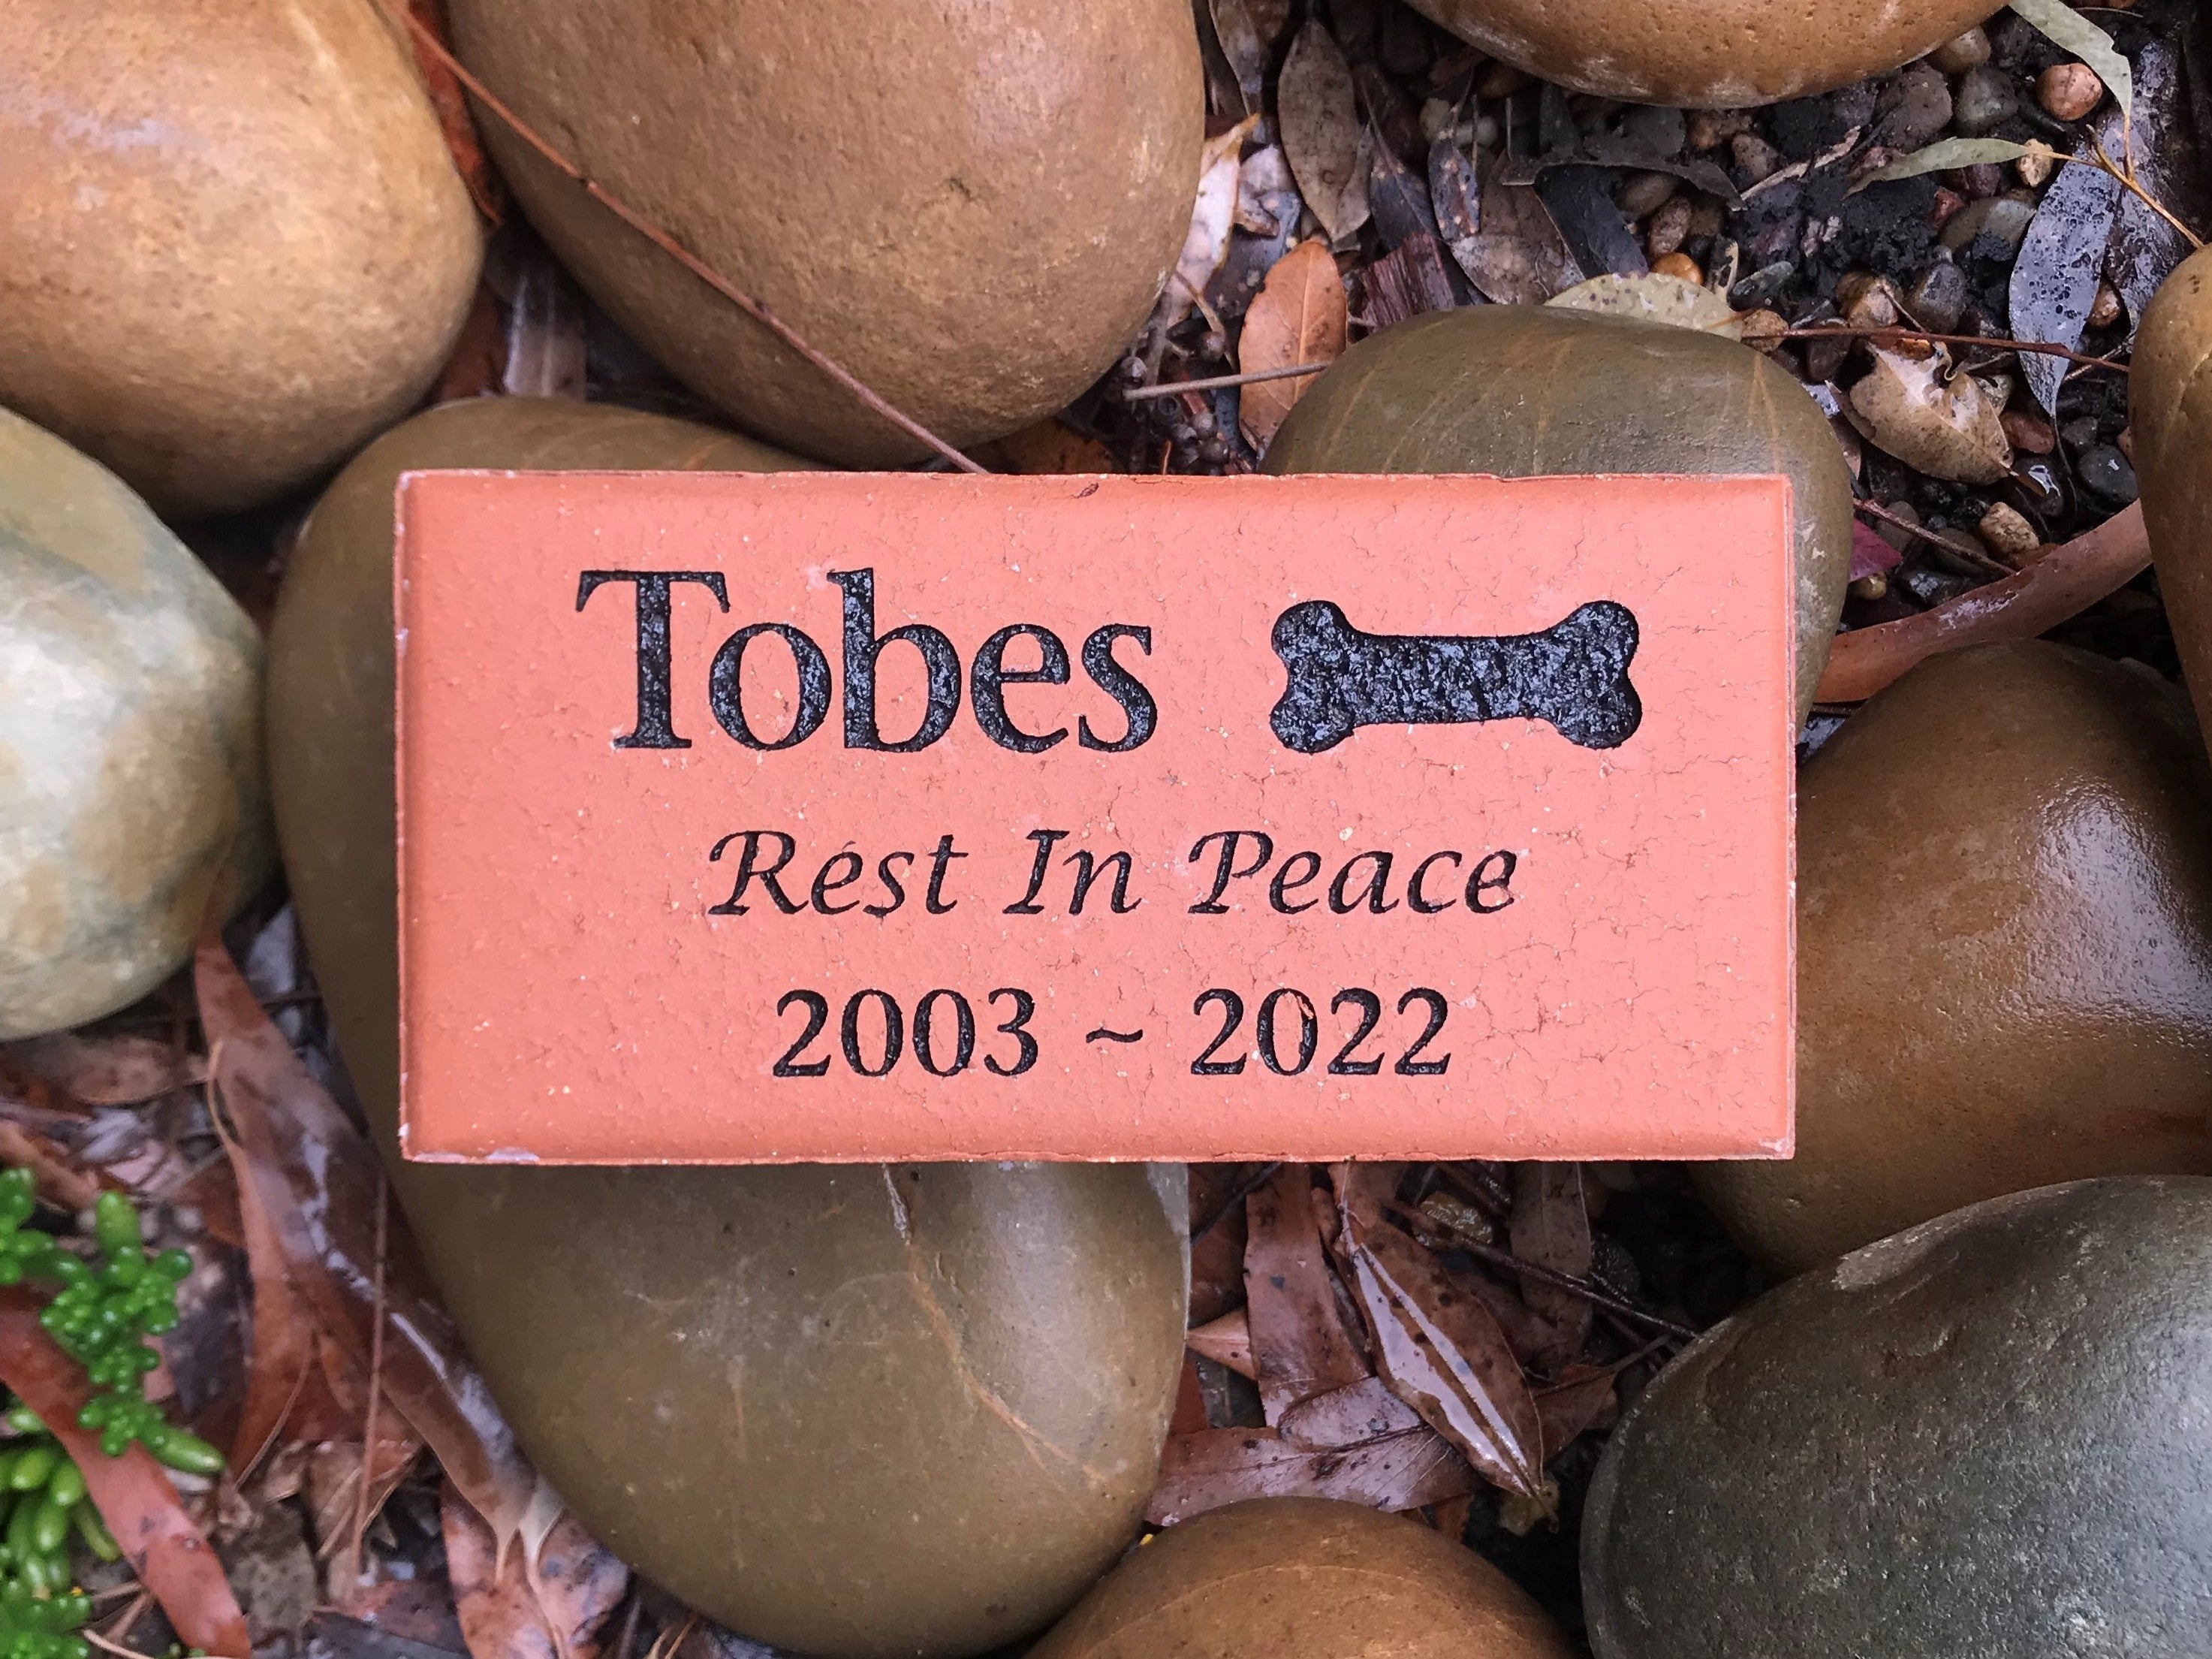 Tobes
Rest In Peace
2003 ~ 2022